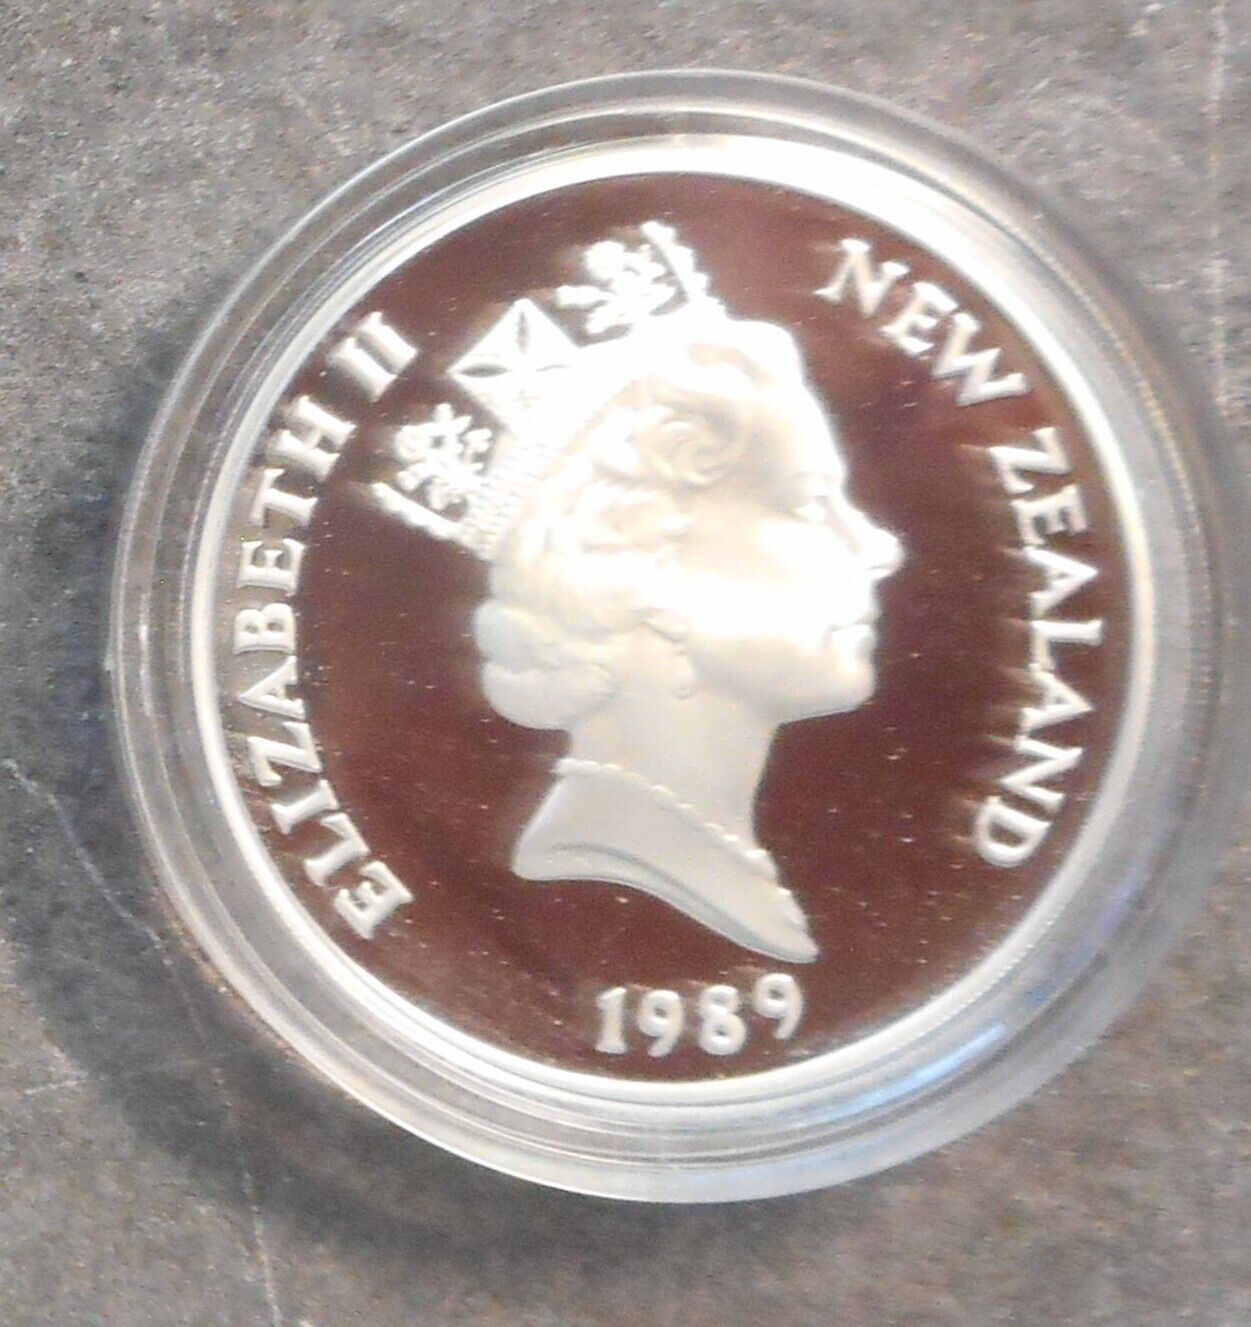 ELIZABETH II
NEW ZEALAND
1989